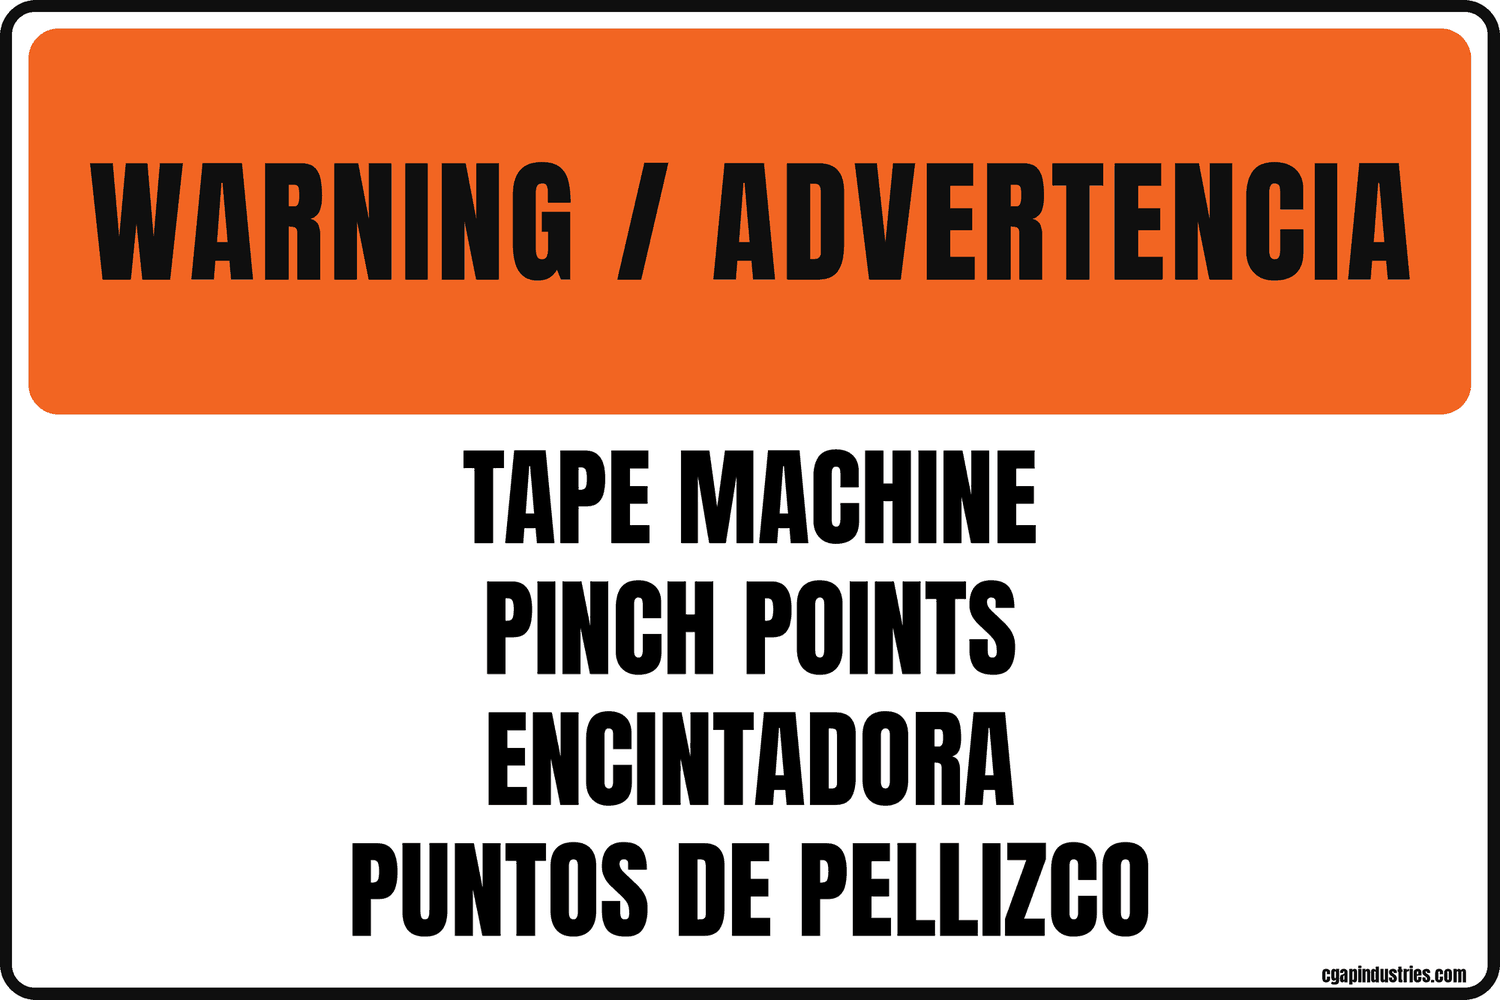 WARNING / ADVERTENCIA
TAPE MACHINE
PINCH POINTS
ENCINTADORA
PUNTOS DE PELLIZCO
cgapindustries.com